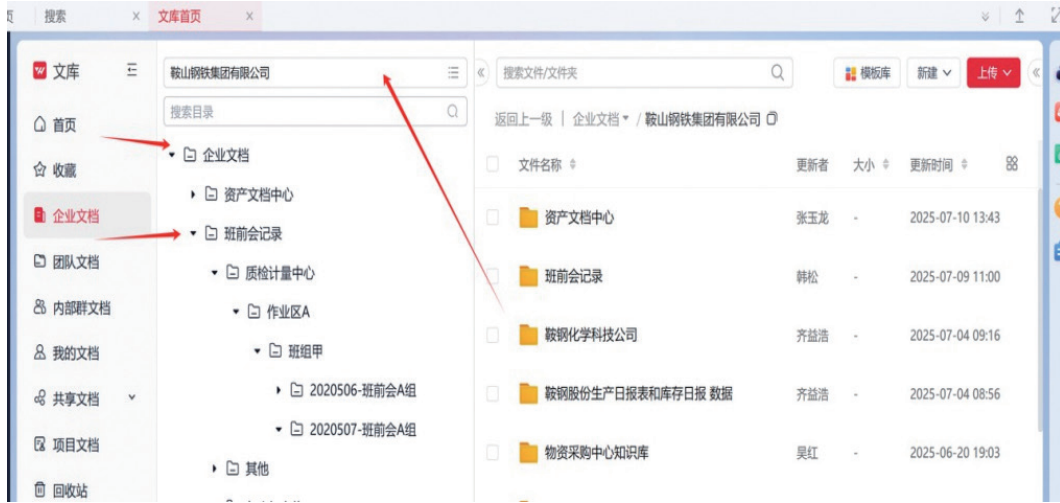 搜索
文库首页
文库
首页
收藏
企业文档
团队文档
内部群文档
我的文档
共享文档
项目文档
回收站
鞍山钢铁集团有限公司
搜索目录
企业文档
资产文档中心
班前会记录
质检计量中心
作业区A
班组甲
2020506-班前会A组
2020507-班前会A组
其他
搜索文件/文件夹
模板库 新建 上传
返回上一级 | 企业文档 / 鞍山钢铁集团有限公司
文件名称 更新者 大小 更新时间
资产文档中心 张玉龙 - 2025-07-10 13:43
班前会记录 韩松 - 2025-07-09 11:00
鞍钢化学科技公司 齐益浩 - 2025-07-04 09:16
鞍钢股份生产日报表和库存日报 数据 齐益浩 - 2025-07-04 08:56
物资采购中心知识库 吴红 - 2025-06-20 19:03